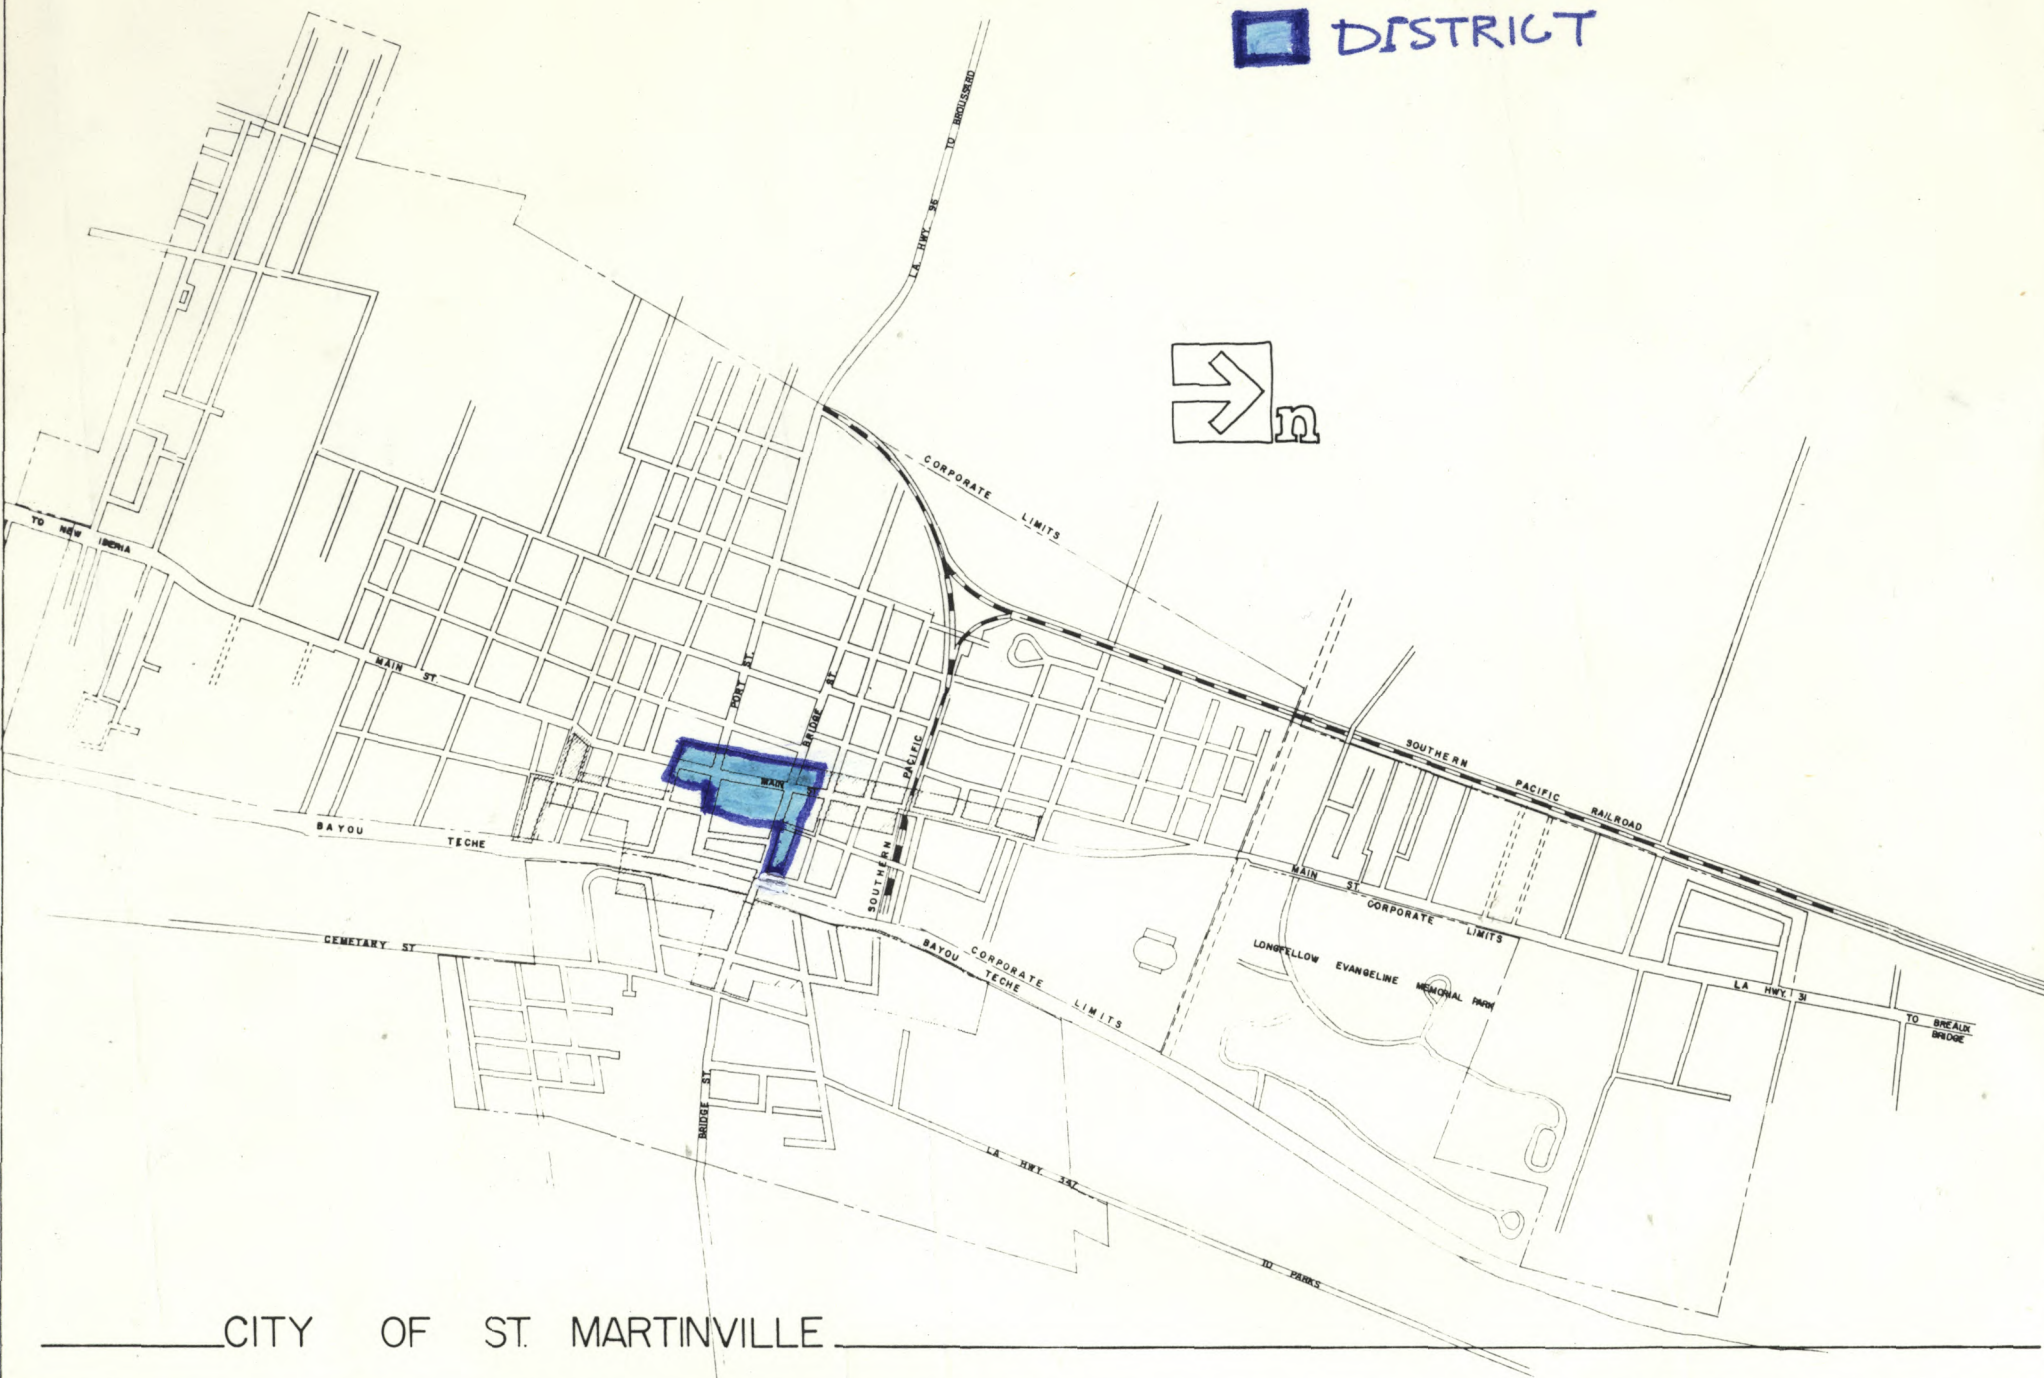 DISTRICT
TO BROUSSARD
LA. HWY. 96
n
CORPORATE LIMITS
TO NEW IBERIA
MAIN ST.
PORT ST.
BRIDGE ST.
MAIN ST.
SOUTHERN PACIFIC
SOUTHERN PACIFIC RAILROAD
BAYOU TECHE
MAIN ST.
CORPORATE LIMITS
CEMETARY ST.
BAYOU TECHE
CORPORATE LIMITS
LONGFELLOW EVANGELINE MEMORIAL PARK
LA HWY. 31
TO BREAUX
BRIDGE
BRIDGE ST.
LA HWY. 347
TO PARKS
CITY OF ST. MARTINVILLE